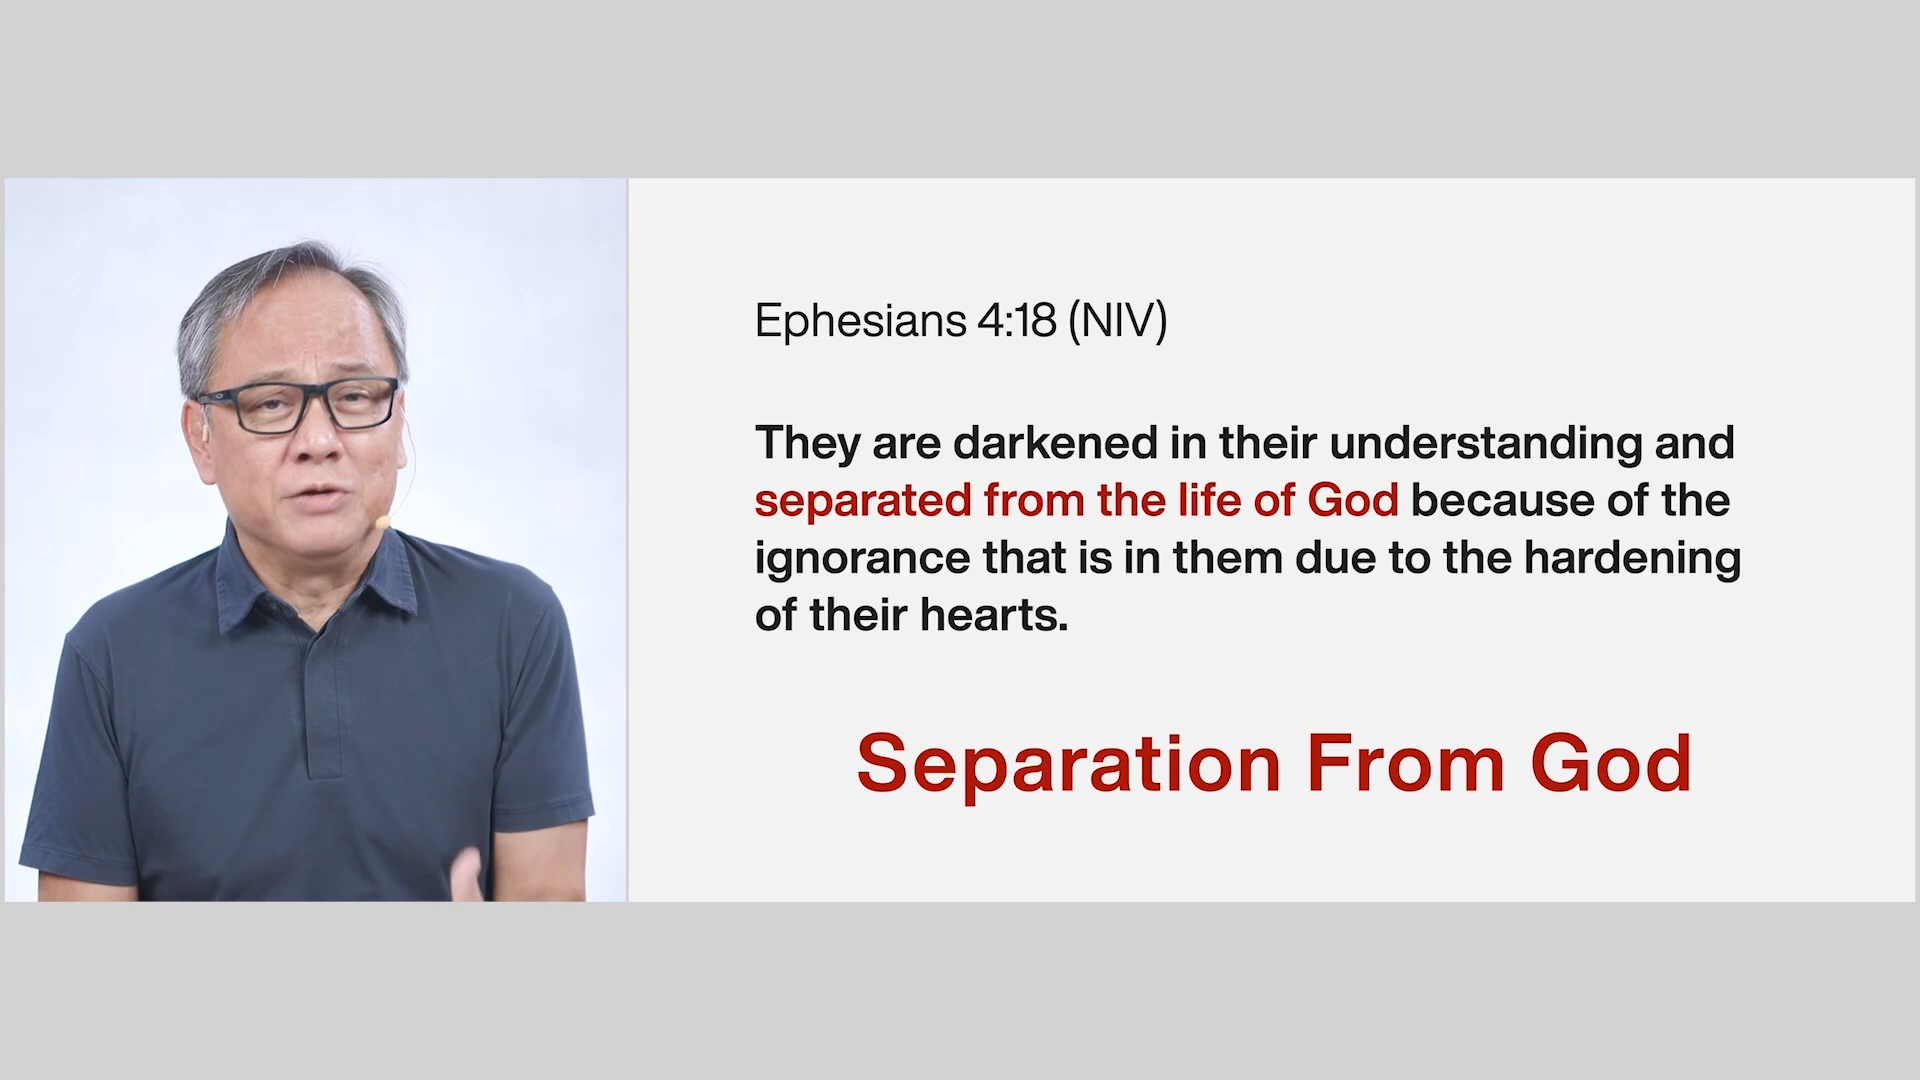 Ephesians 4:18 (NIV)
They are darkened in their understanding and
separated from the life of God because of the
ignorance that is in them due to the hardening
of their hearts.
Separation From God